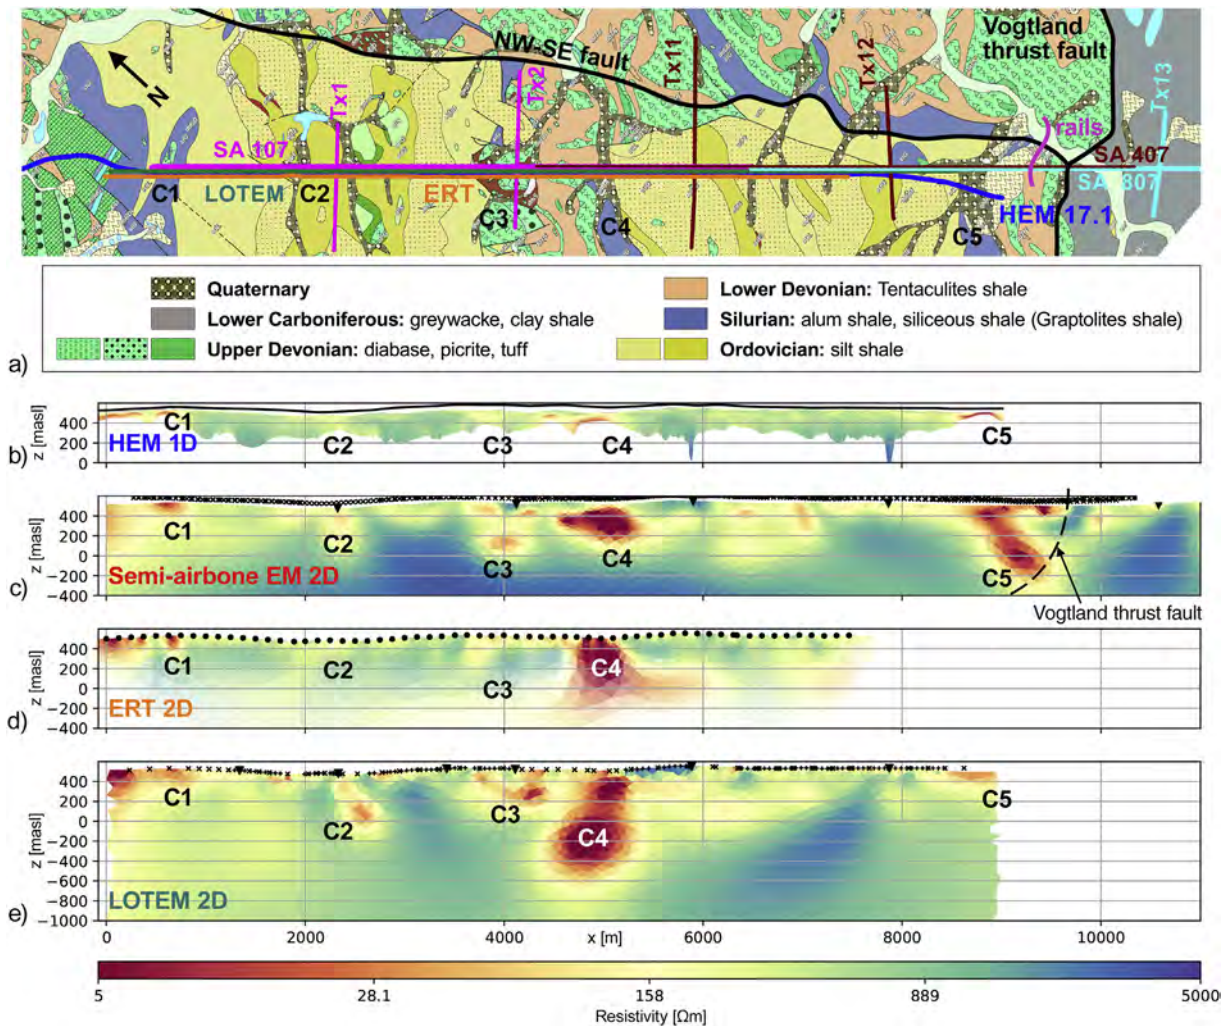 Vogtland
thrust fault
NW-SE fault
Tx1
Tx2
Tx11
Tx12
Tx13
N
rails
SA 107
SA 407
SA 807
C1
LOTEM
C2
ERT
C3
C4
C5
HEM 17.1
Quaternary
Lower Devonian: Tentaculites shale
Lower Carboniferous: greywacke, clay shale
Silurian: alum shale, siliceous shale (Graptolites shale)
Upper Devonian: diabase, picrite, tuff
Ordovician: silt shale
a)
z [masl]
400
200
0
C1
C2
C3
C4
C5
HEM 1D
b)
z [masl]
400
200
0
−200
−400
C1
C2
C3
C4
C5
Semi-airbone EM 2D
c)
Vogtland thrust fault
z [masl]
400
200
0
−200
−400
C1
C2
C3
C4
ERT 2D
d)
z [masl]
400
200
0
−200
−400
−600
−800
−1000
C1
C2
C3
C4
C5
LOTEM 2D
e)
0 2000 4000 x [m] 6000 8000 10000
5 28.1 158 889 5000
Resistivity [Ωm]